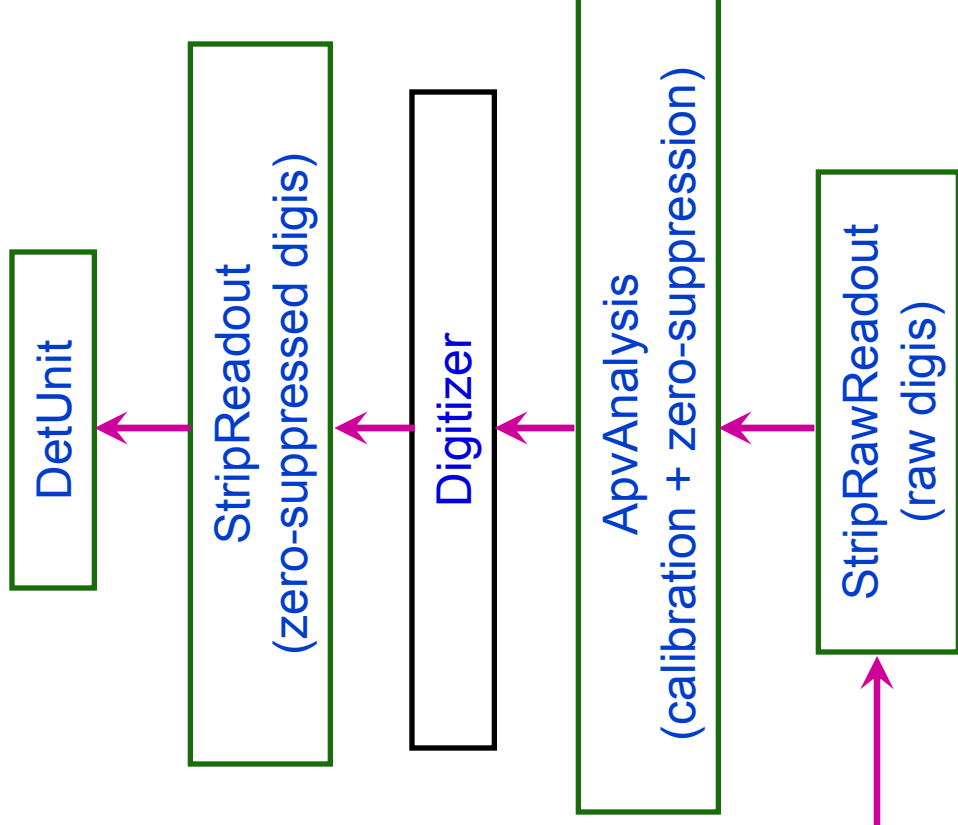 DetUnit
StripReadout
(zero-suppressed digis)
Digitizer
ApvAnalysis
(calibration + zero-suppression)
StripRawReadout
(raw digis)